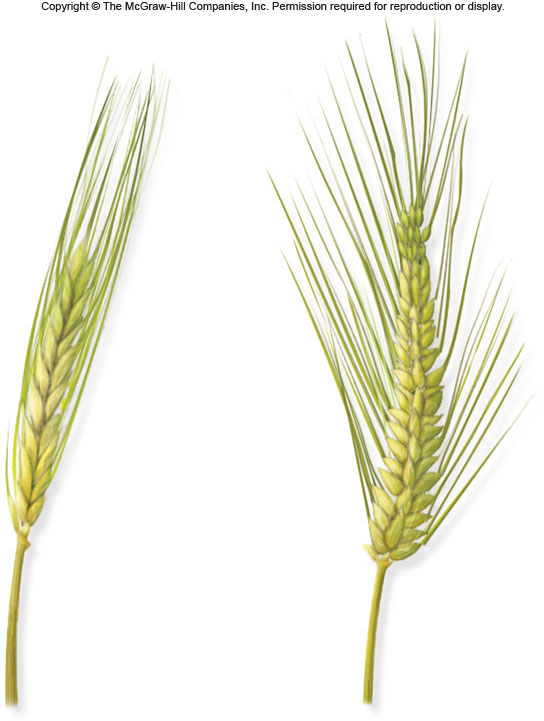 Copyright © The McGraw-Hill Companies, Inc. Permission required for reproduction or display.